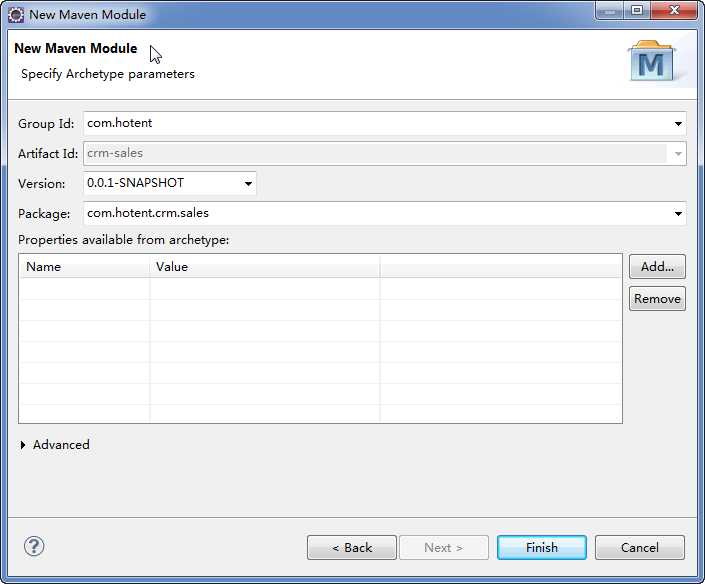 New Maven Module
New Maven Module
Specify Archetype parameters
M
Group Id: com.hotent
Artifact Id: crm-sales
Version: 0.0.1-SNAPSHOT
Package: com.hotent.crm.sales
Properties available from archetype:
Name Value
Add...
Remove
Advanced
? < Back Next > Finish Cancel